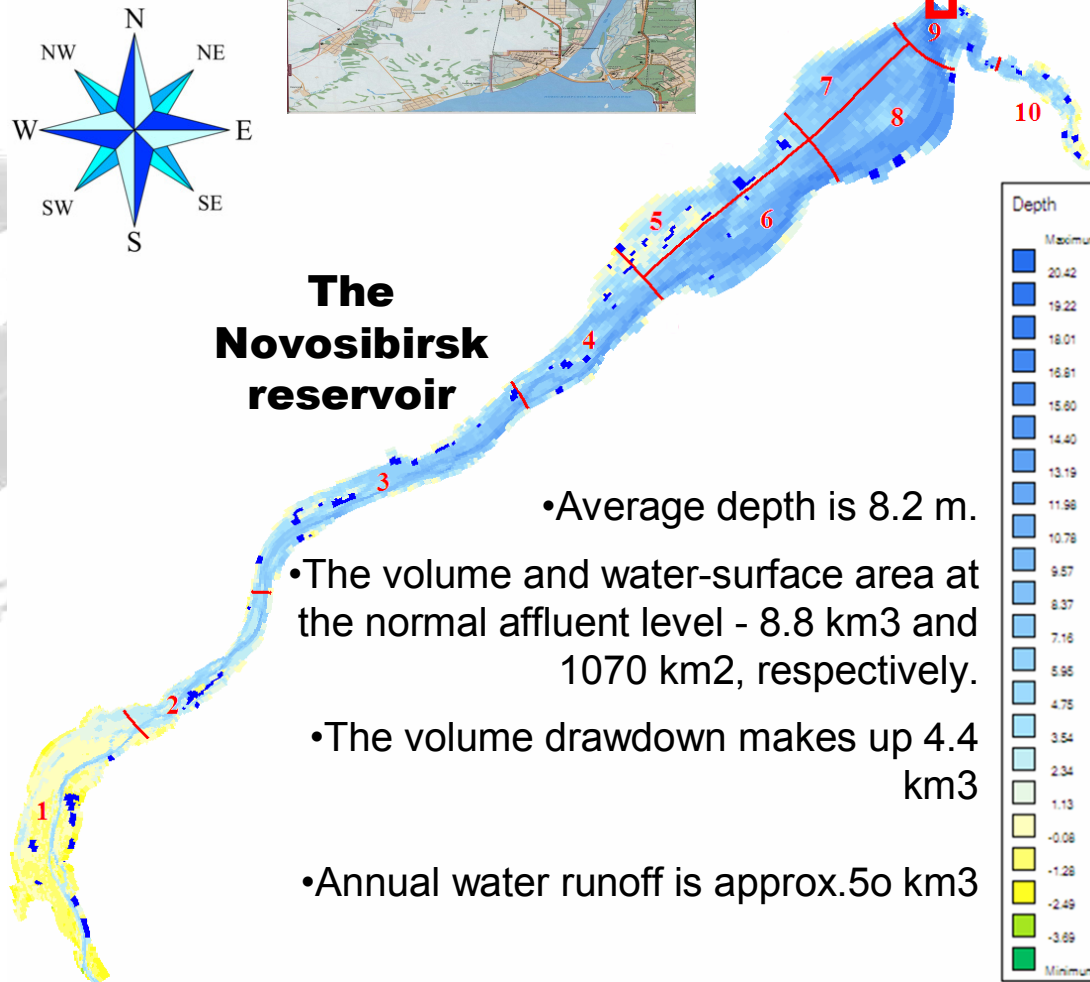 N
NW
NE
W
E
SW
SE
S
9
7
8
10
5
6
4
3
2
1
The
Novosibirsk
reservoir
•Average depth is 8.2 m.
•The volume and water-surface area at
the normal affluent level - 8.8 km3 and
1070 km2, respectively.
•The volume drawdown makes up 4.4
km3
•Annual water runoff is approx.5o km3
Depth
Maximu
20.42
19.22
18.01
16.81
15.60
14.40
13.19
11.98
10.78
9.57
8.37
7.16
5.95
4.75
3.54
2.34
1.13
-0.08
-1.28
-2.49
-3.69
Minimun